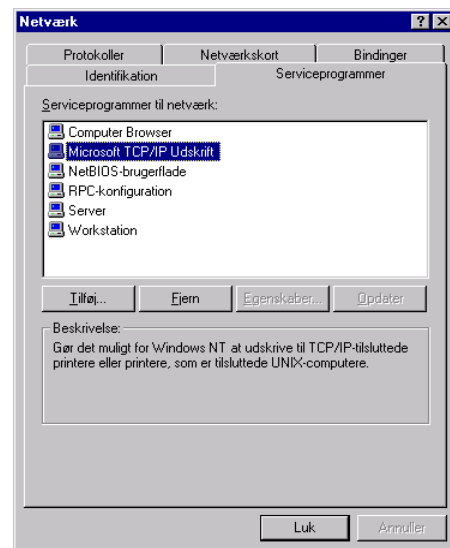 Netværk
Protokoller Netværkskort Bindinger
Identifikation Serviceprogrammer
Serviceprogrammer til netværk:
Computer Browser
Microsoft TCP/IP Udskrift
NetBIOS-brugerflade
RPC-konfiguration
Server
Workstation
Tilføj... Fjern Egenskaber... Opdater
Beskrivelse:
Gør det muligt for Windows NT at udskrive til TCP/IP-tilsluttede
printere eller printere, som er tilsluttede UNIX-computere.
Luk Annuller